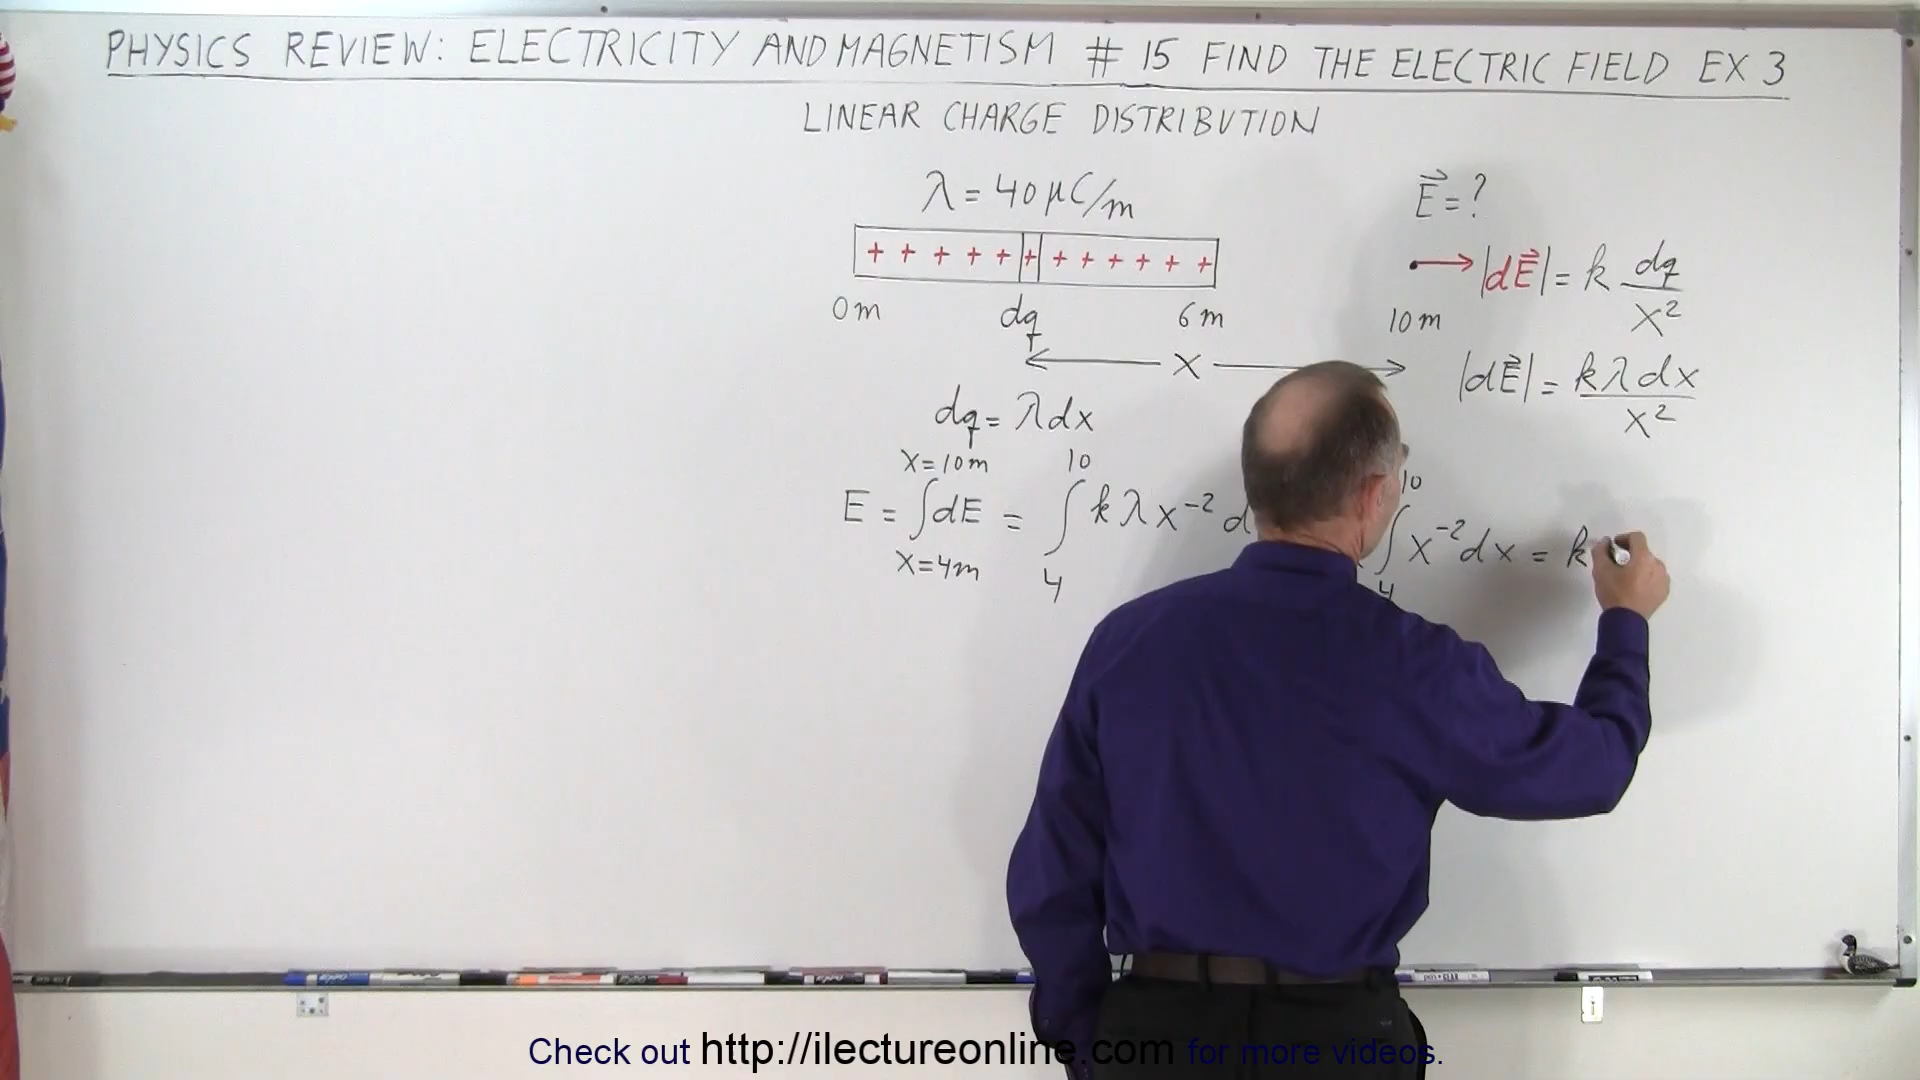 PHYSICS REVIEW: ELECTRICITY AND MAGNETISM # 15 FIND THE ELECTRIC FIELD EX 3
LINEAR CHARGE DISTRIBUTION
λ = 40 μC/m
E⃗ = ?
+ + + + + + + + + + + +
|dE⃗| = k dq/x²
0m dq 6m 10m
x
|dE⃗| = kλdx/x²
dq = λdx
x=10m 10 10
E = ∫dE = ∫ kλx⁻² d ∫ x⁻²dx = k
x=4m 4 4
Check out http://ilectureonline.com for more videos.